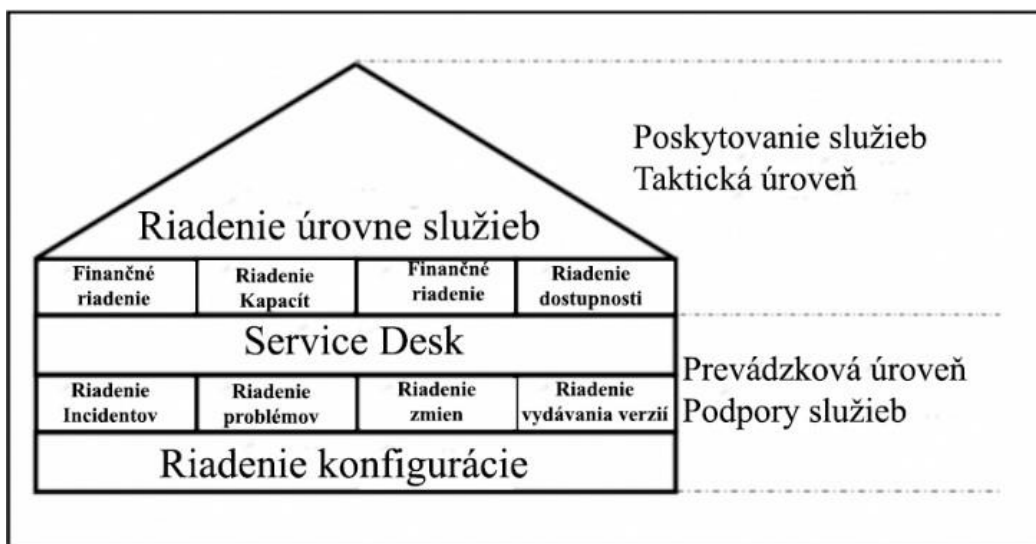 Poskytovanie služieb
Taktická úroveň
Riadenie úrovne služieb
Finančné
riadenie
Riadenie
Kapacít
Finančné
riadenie
Riadenie
dostupnosti
Service Desk
Prevádzková úroveň
Podpory služieb
Riadenie
Incidentov
Riadenie
problémov
Riadenie
zmien
Riadenie
vydávania verzií
Riadenie konfigurácie